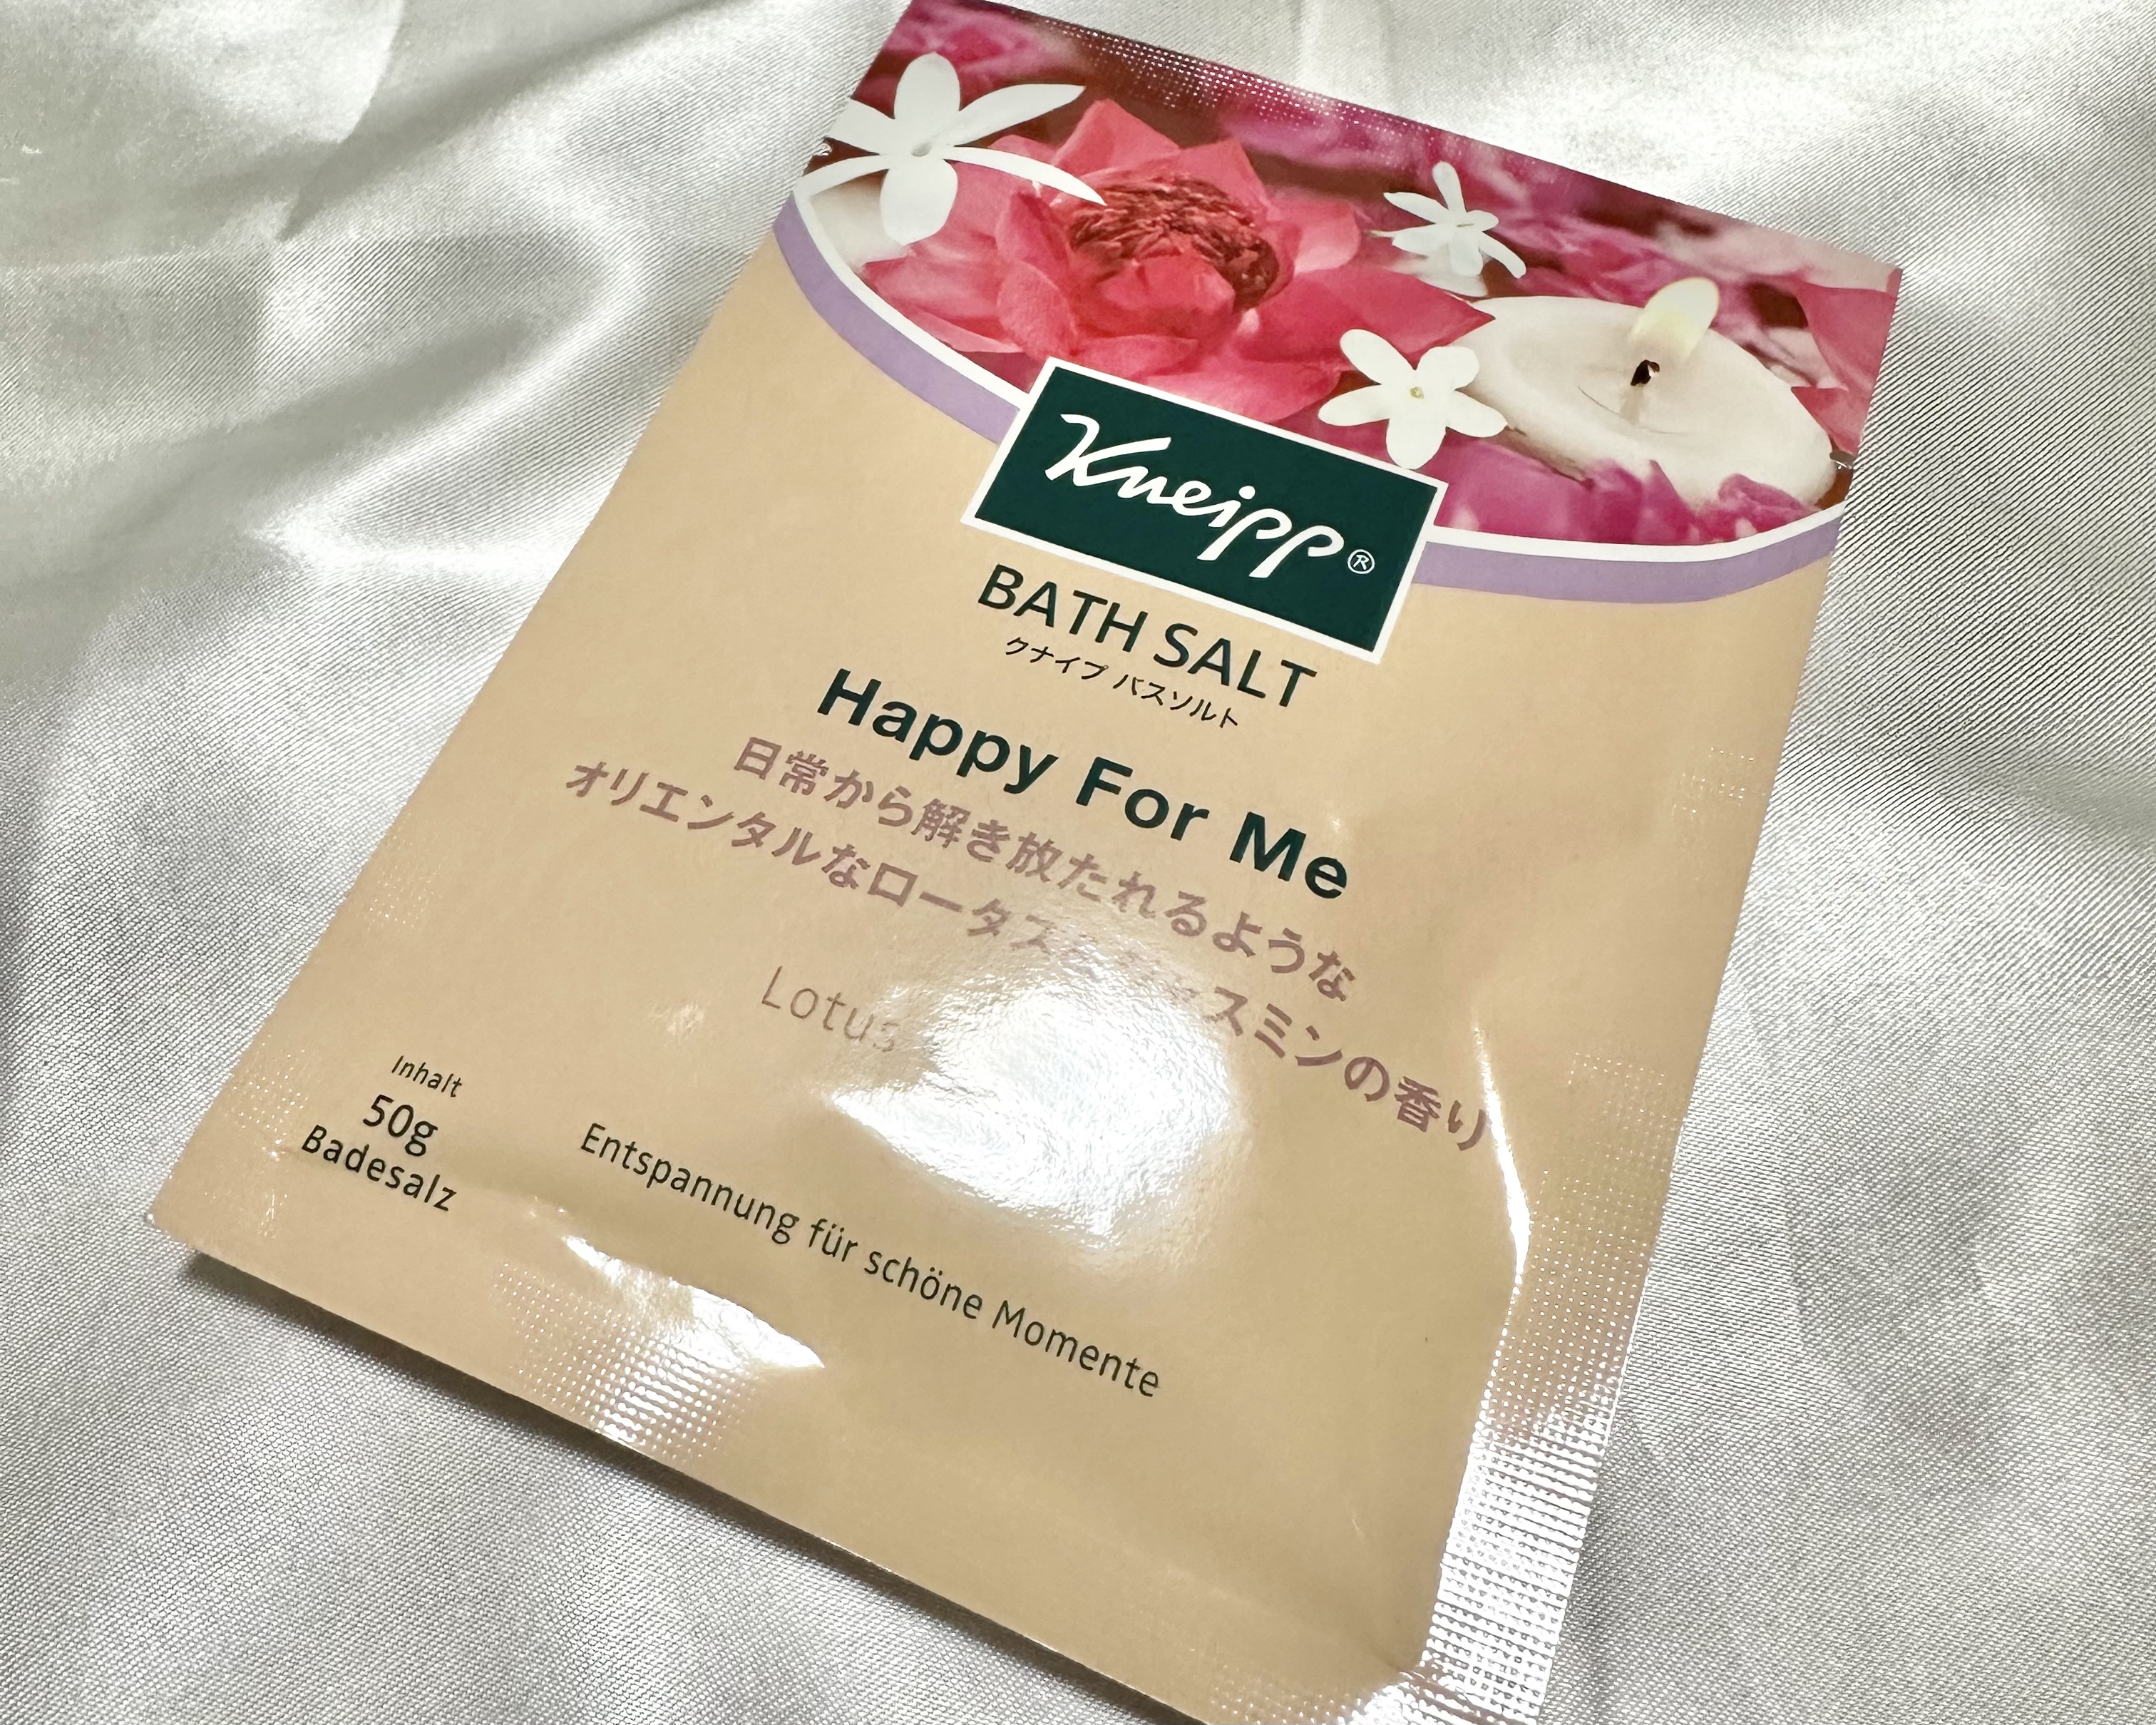 Kneipp®
BATH SALT
クナイプ バスソルト
Happy For Me
日常から解き放たれるような
オリエンタルなロータス スミンの香り
Lotus
Inhalt
50g
Badesalz
Entspannung für schöne Momente